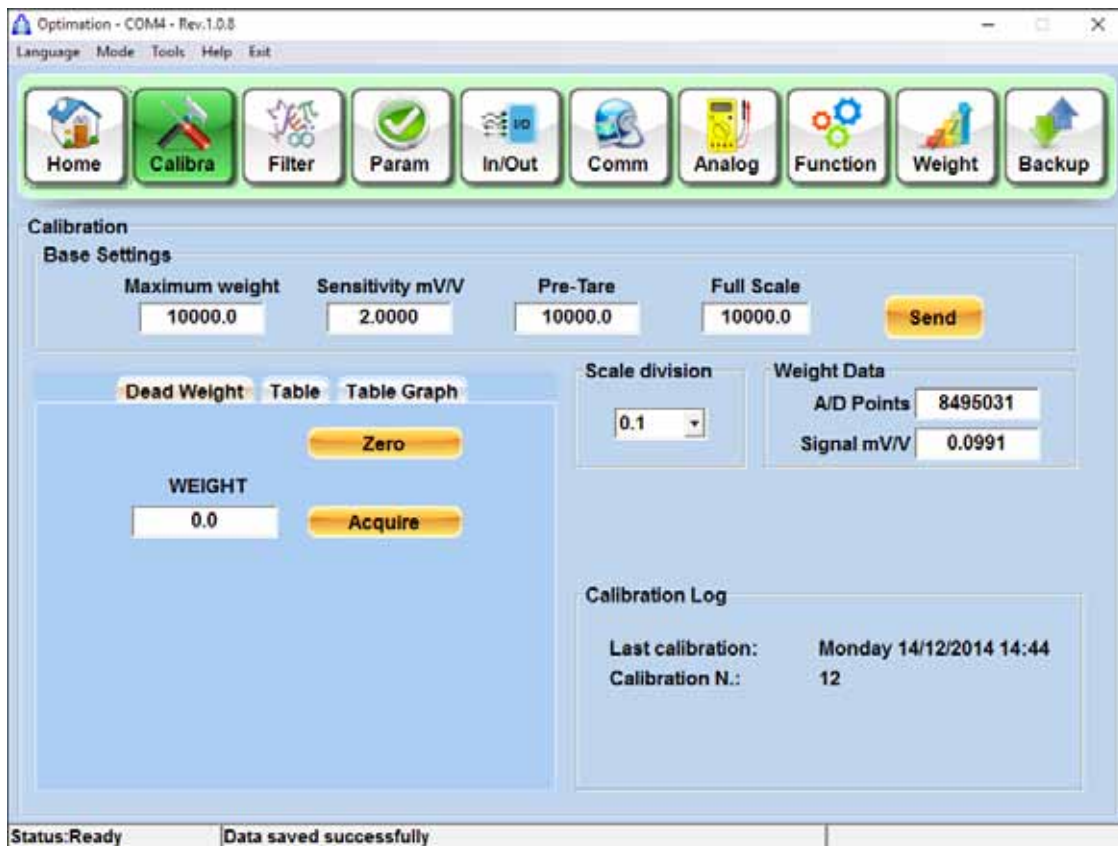 Optimation - COM4 - Rev.1.0.8
Language Mode Tools Help Exit
Home Calibra Filter Param I/O In/Out Comm Analog Function Weight Backup
Calibration
Base Settings
Maximum weight Sensitivity mV/V Pre-Tare Full Scale
10000.0 2.0000 10000.0 10000.0 Send
Dead Weight Table Table Graph
Zero
WEIGHT
0.0 Acquire
Scale division
0.1
Weight Data
A/D Points 8495031
Signal mV/V 0.0991
Calibration Log
Last calibration: Monday 14/12/2014 14:44
Calibration N.: 12
Status:Ready Data saved successfully